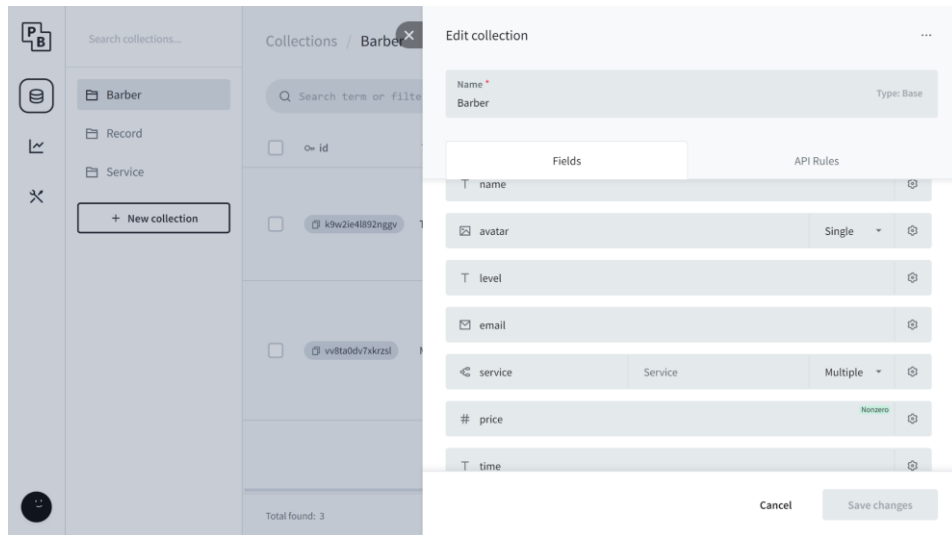 P
B
Search collections...
Barber
Record
Service
+ New collection
Collections / Barber
Search term or filte
id
k9w2ie4l892nggv
vv8ta0dv7xkrzsl
Total found: 3
Edit collection
Name *
Barber
Type: Base
Fields
API Rules
T name
avatar
Single
T level
email
service
Service
Multiple
# price
Nonzero
T time
Cancel
Save changes